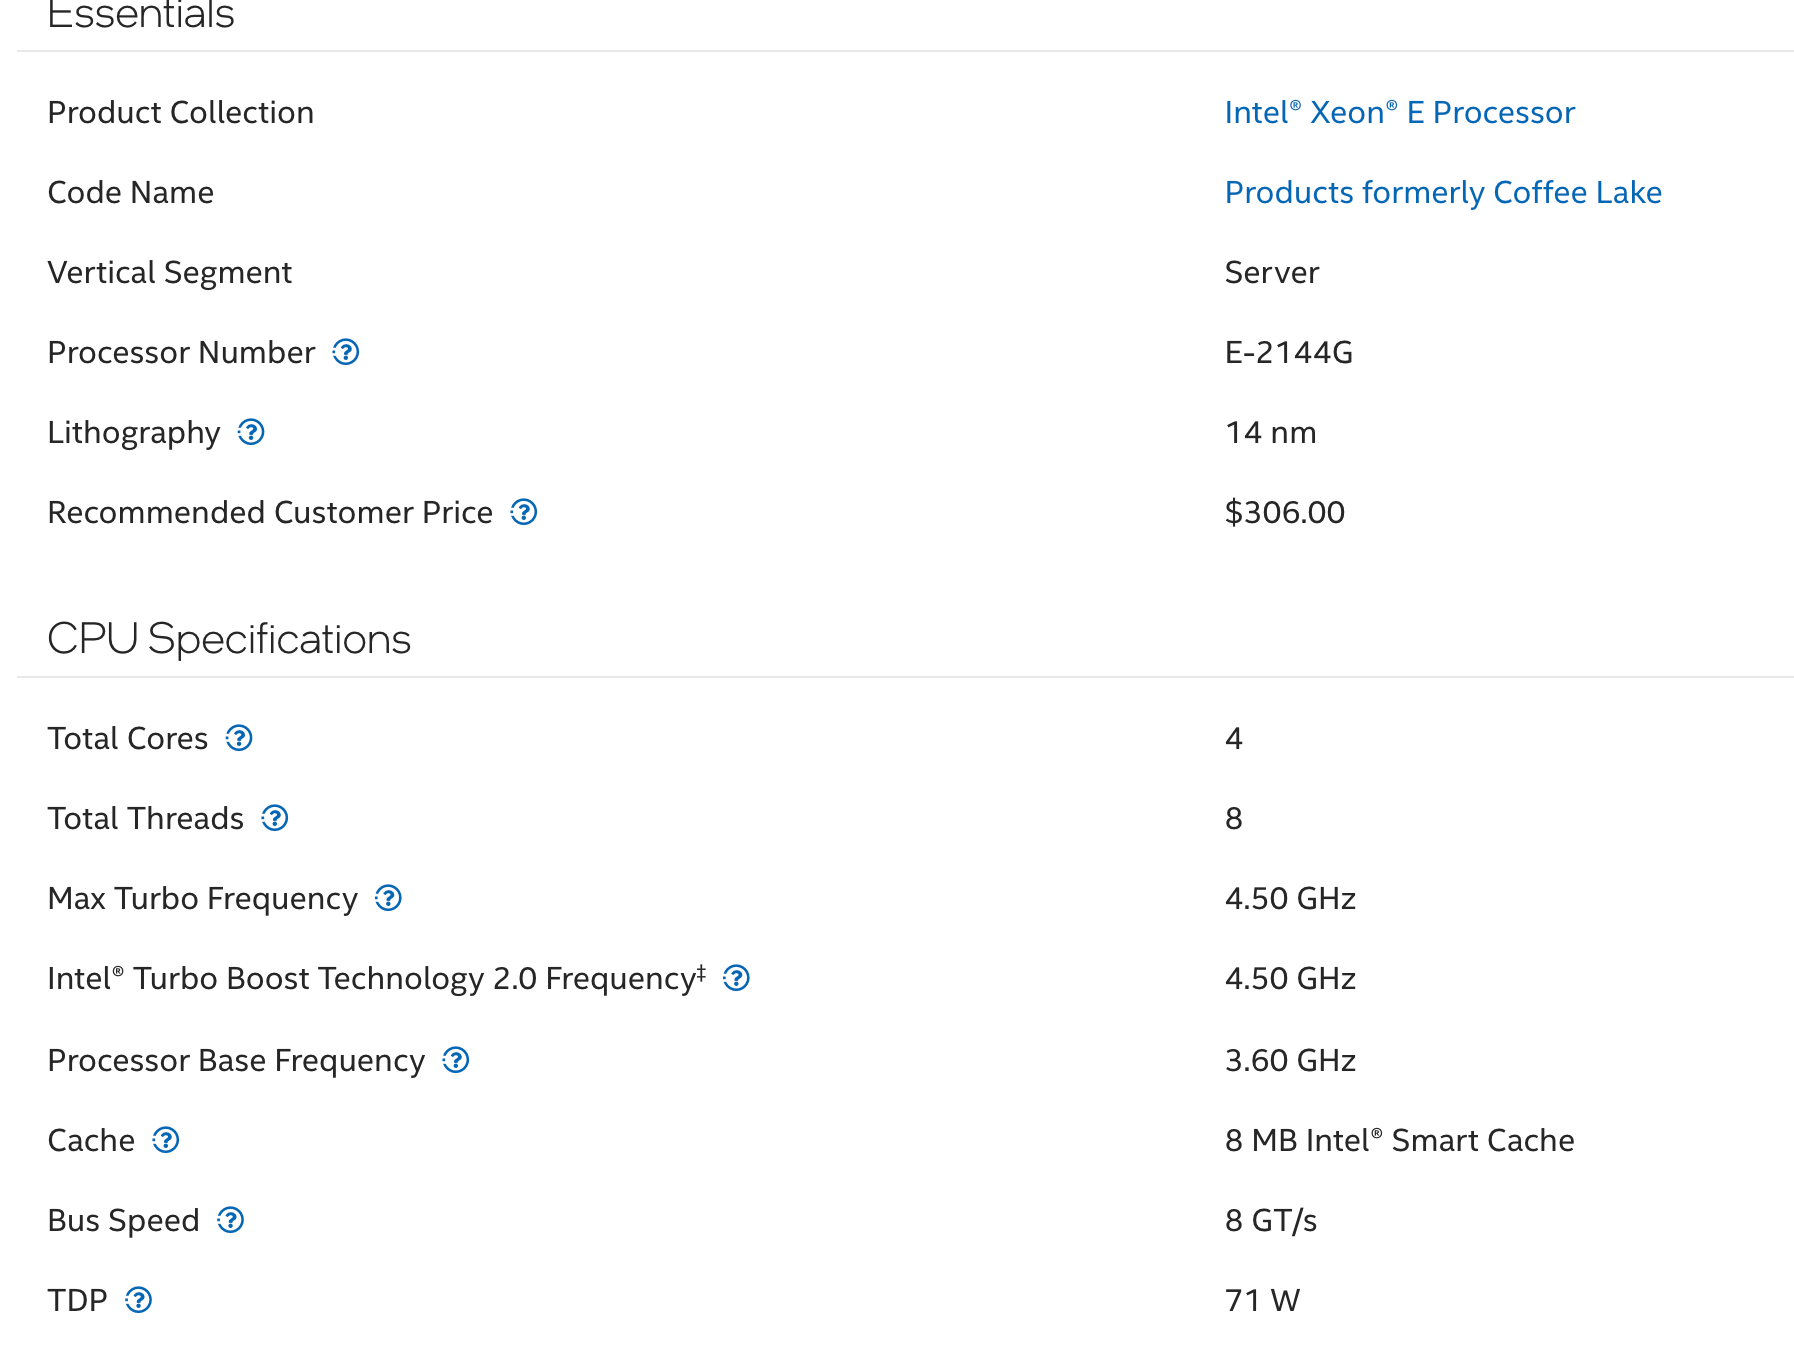 Essentials
Product Collection Intel® Xeon® E Processor
Code Name Products formerly Coffee Lake
Vertical Segment Server
Processor Number ? E-2144G
Lithography ? 14 nm
Recommended Customer Price ? $306.00
CPU Specifications
Total Cores ? 4
Total Threads ? 8
Max Turbo Frequency ? 4.50 GHz
Intel® Turbo Boost Technology 2.0 Frequency‡ ? 4.50 GHz
Processor Base Frequency ? 3.60 GHz
Cache ? 8 MB Intel® Smart Cache
Bus Speed ? 8 GT/s
TDP ? 71 W